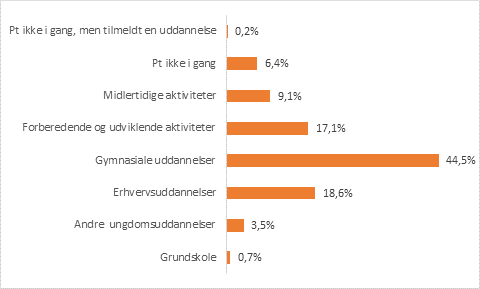 Pt ikke i gang, men tilmeldt en uddannelse 0,2%
Pt ikke i gang 6,4%
Midlertidige aktiviteter 9,1%
Forberedende og udviklende aktiviteter 17,1%
Gymnasiale uddannelser 44,5%
Erhvervsuddannelser 18,6%
Andre ungdomsuddannelser 3,5%
Grundskole 0,7%